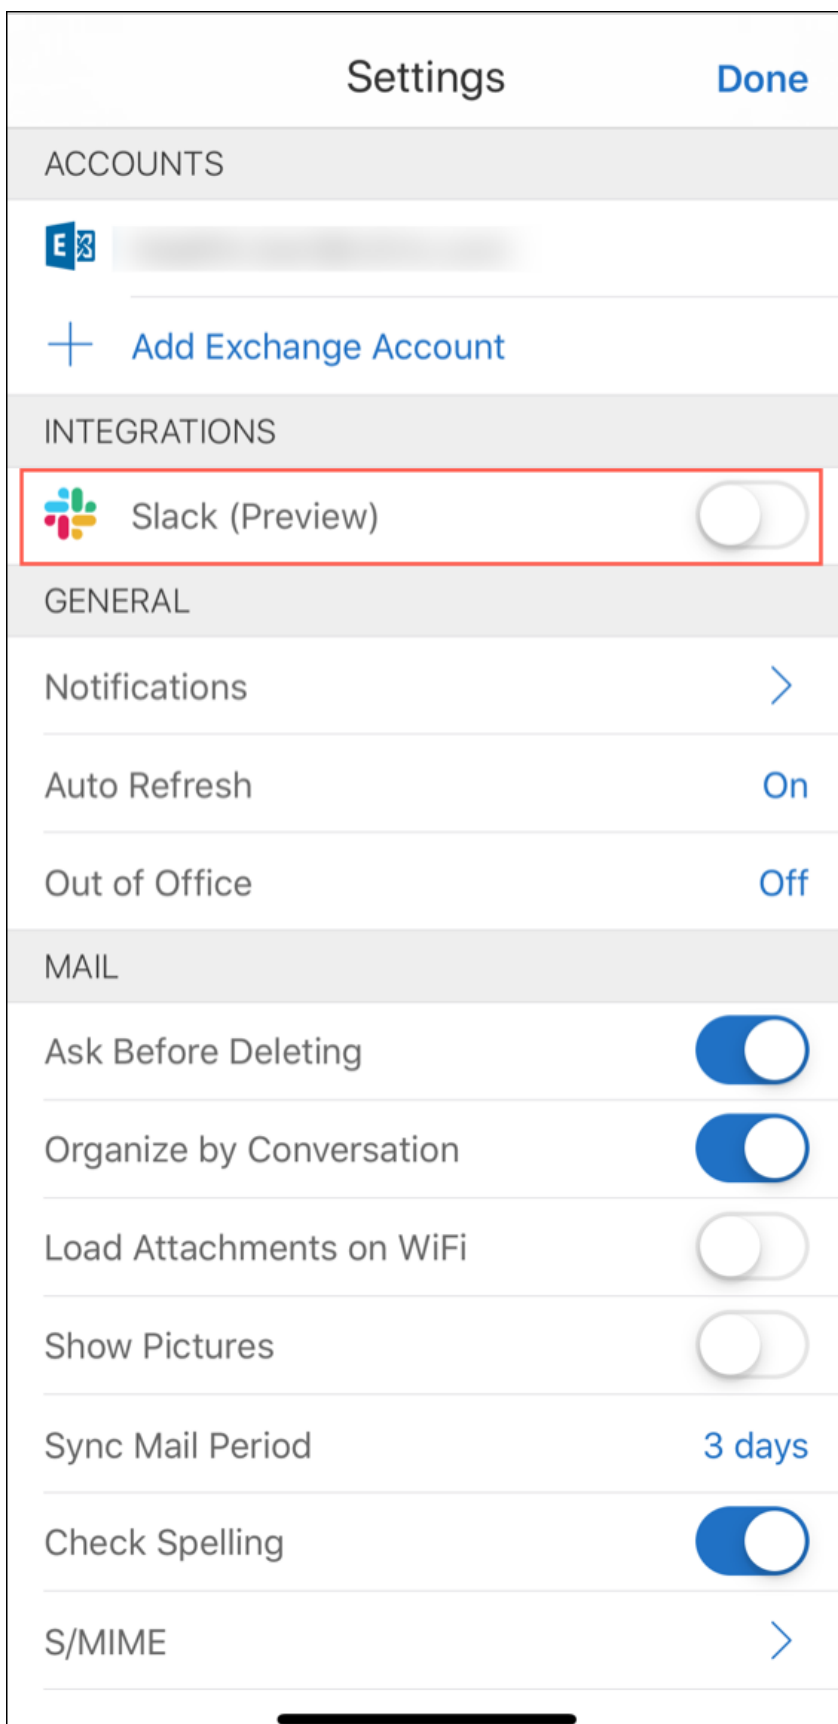 Settings
Done
ACCOUNTS
E
Add Exchange Account
INTEGRATIONS
Slack (Preview)
GENERAL
Notifications
Auto Refresh
On
Out of Office
Off
MAIL
Ask Before Deleting
Organize by Conversation
Load Attachments on WiFi
Show Pictures
Sync Mail Period
3 days
Check Spelling
S/MIME